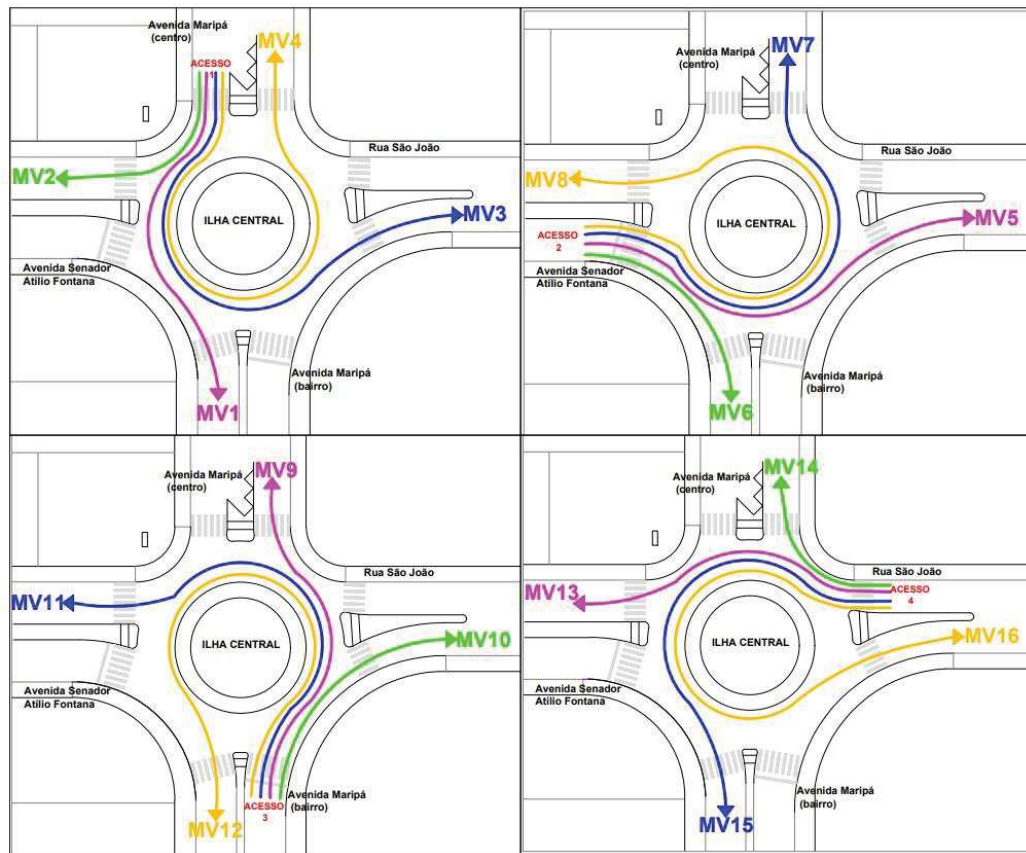 Avenida Maripá
(centro)
MV4
ACESSO
1
MV2
Rua São João
MV3
ILHA CENTRAL
Avenida Senador
Atílio Fontana
Avenida Maripá
(bairro)
MV1
MV7
Avenida Maripá
(centro)
Rua São João
MV8
MV5
ILHA CENTRAL
ACESSO
2
Avenida Senador
Atílio Fontana
Avenida Maripá
(bairro)
MV6
MV9
Avenida Maripá
(centro)
Rua São João
MV11
MV10
ILHA CENTRAL
Avenida Senador
Atílio Fontana
Avenida Maripá
(bairro)
ACESSO
3
MV12
MV14
Avenida Maripá
(centro)
Rua São João
MV13
ACESSO
4
MV16
ILHA CENTRAL
Avenida Senador
Atílio Fontana
Avenida Maripá
(bairro)
MV15